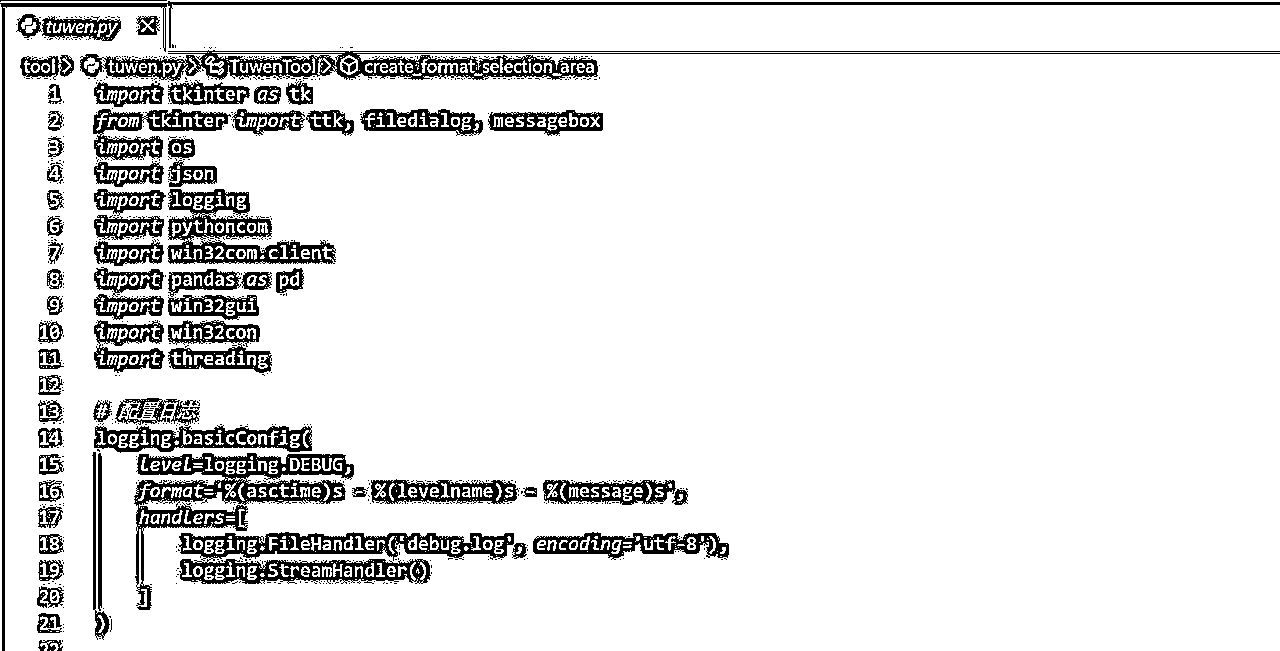 tuwen.py
tool > tuwen.py > TuwenTool > create_format_selection_area
1 import tkinter as tk
2 from tkinter import ttk, filedialog, messagebox
3 import os
4 import json
5 import logging
6 import pythoncom
7 import win32com.client
8 import pandas as pd
9 import win32gui
10 import win32con
11 import threading
12
13 # 配置日志
14 logging.basicConfig(
15 level=logging.DEBUG,
16 format='%(asctime)s - %(levelname)s - %(message)s',
17 handlers=[
18 logging.FileHandler('debug.log', encoding='utf-8'),
19 logging.StreamHandler()
20 ]
21 )
22